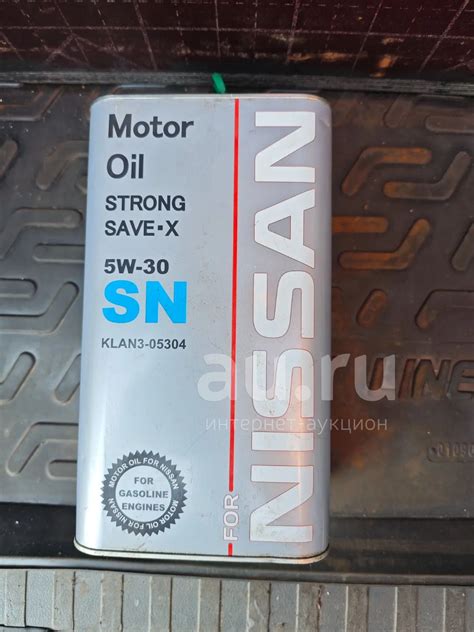 Motor
Oil
STRONG
SAVE•X
5W-30
SN
KLAN3-05304
MOTOR OIL FOR NISSAN
MOTOR OIL FOR NISSAN
FOR
GASOLINE
ENGINES
FOR NISSAN
au.ru
интернет-аукцион